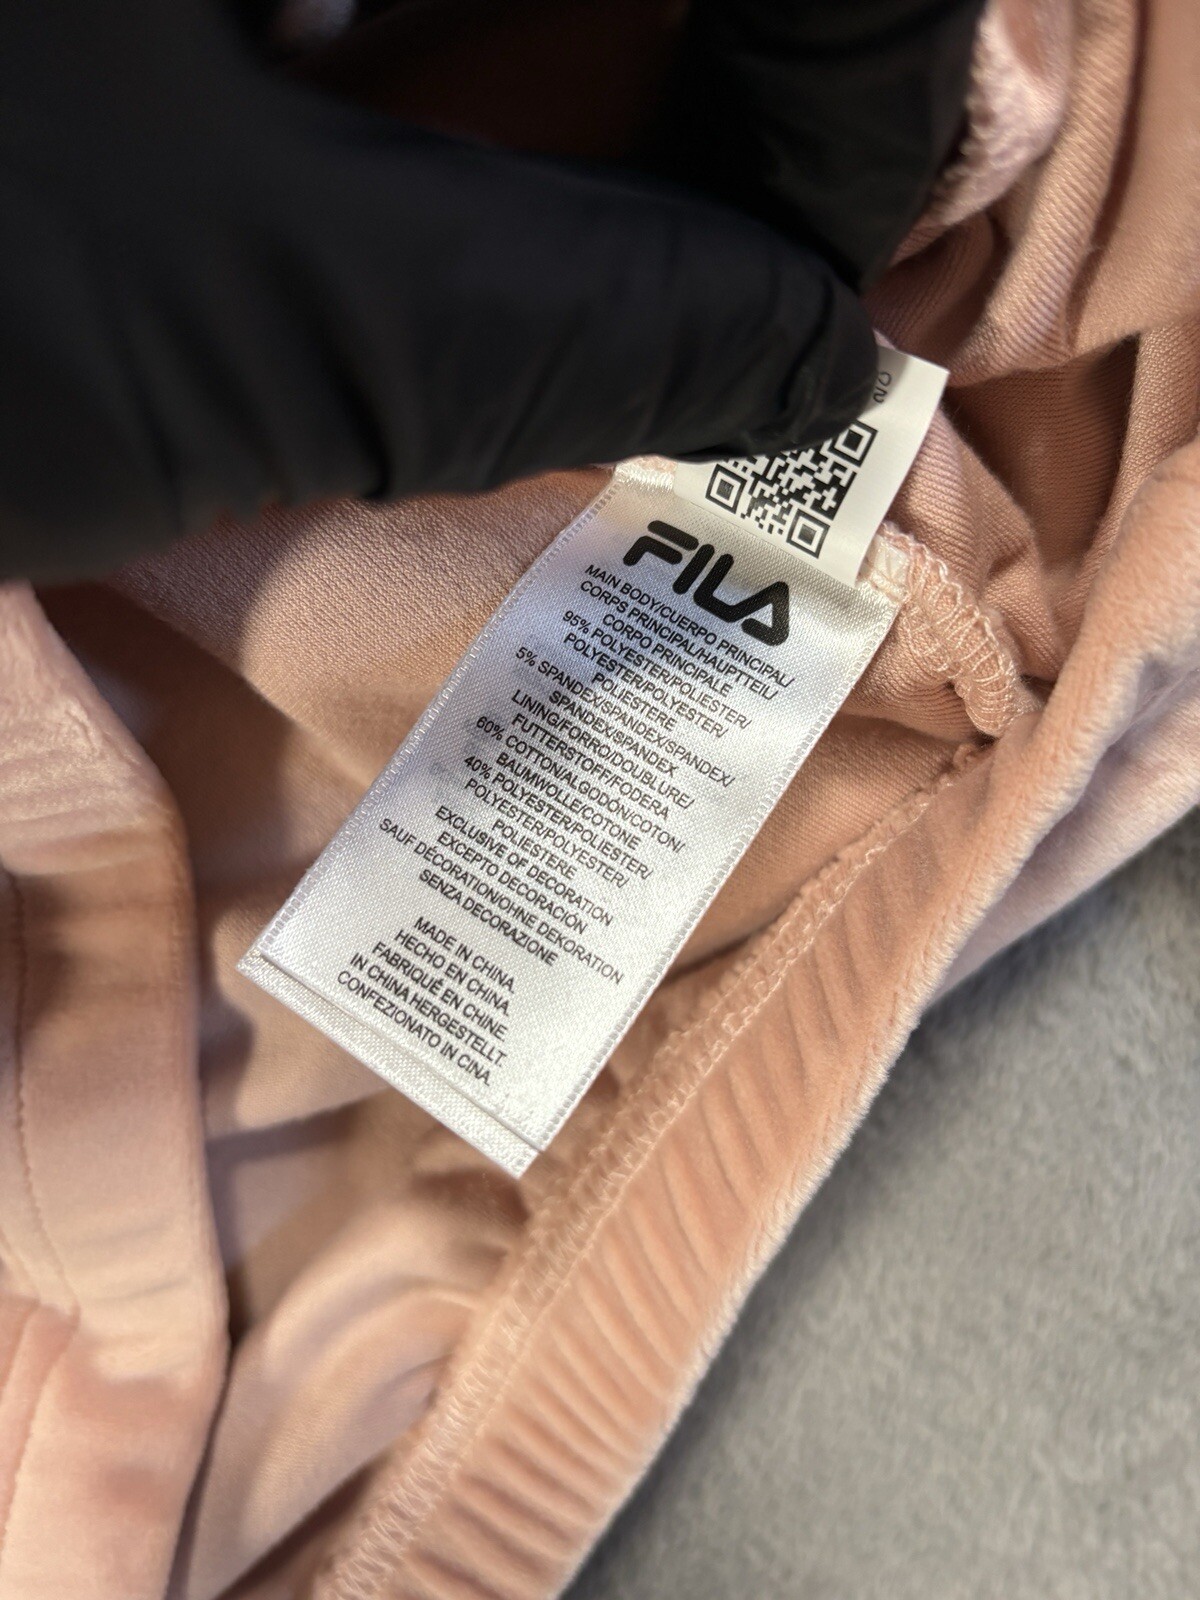 FILA
MAIN BODY/CUERPO PRINCIPAL/
CORPS PRINCIPAL/HAUPTTEIL/
CORPO PRINCIPALE
95% POLYESTER/POLIESTER/
POLYESTER/POLYESTER/
POLIESTERE
5% SPANDEX/SPANDEX/SPANDEX/
SPANDEX/SPANDEX
LINING/FORRO/DOUBLURE/
FUTTERSTOFF/FODERA
60% COTTON/ALGODÓN/COTON/
BAUMWOLLE/COTONE
40% POLYESTER/POLIESTER/
POLYESTER/POLYESTER/
POLIESTERE
EXCLUSIVE OF DECORATION
EXCEPTO DECORACIÓN
SAUF DÉCORATION/OHNE DEKORATION
SENZA DECORAZIONE
MADE IN CHINA.
HECHO EN CHINA.
FABRIQUÉ EN CHINE.
IN CHINA HERGESTELLT.
CONFEZIONATO IN CINA.